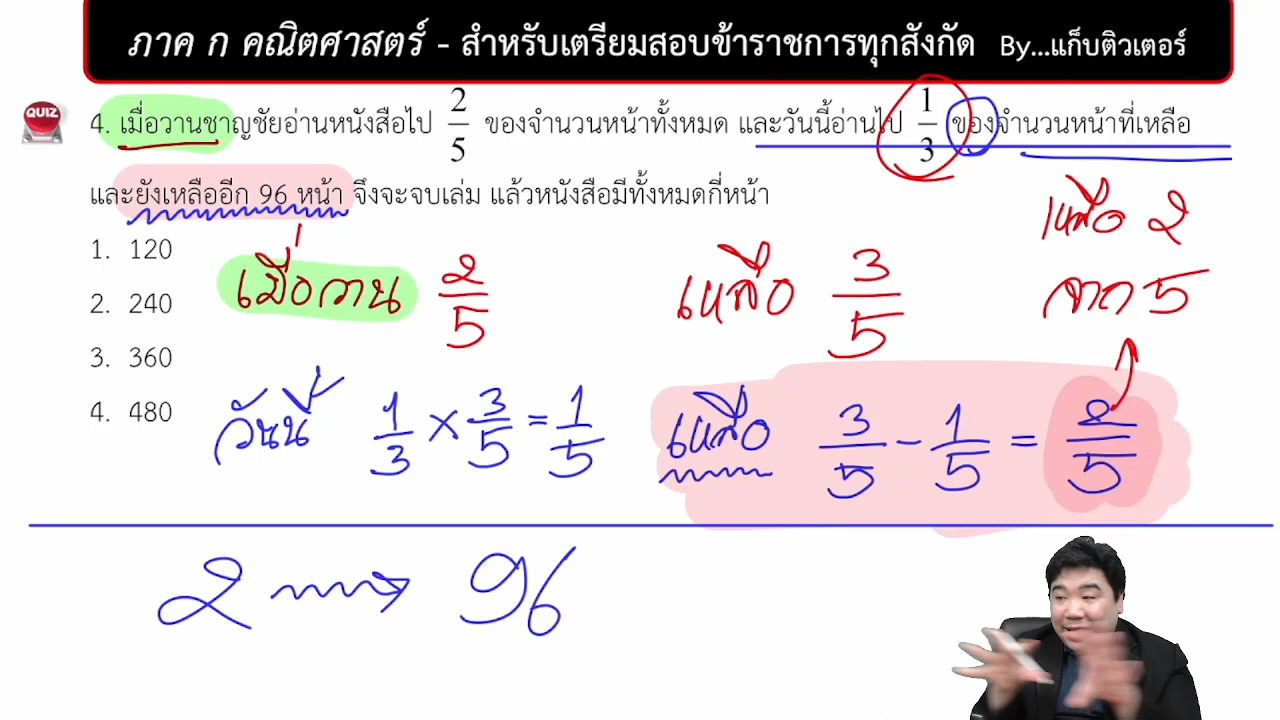 ภาค ก คณิตศาสตร์ - สำหรับเตรียมสอบข้าราชการทุกสังกัด By...แก็บติวเตอร์
QUIZ
4. เมื่อวานชาญชัยอ่านหนังสือไป 2/5 ของจำนวนหน้าทั้งหมด และวันนี้อ่านไป 1/3 ของจำนวนหน้าที่เหลือ
และยังเหลืออีก 96 หน้า จึงจะจบเล่ม แล้วหนังสือมีทั้งหมดกี่หน้า
1. 120
2. 240
3. 360
4. 480
เมื่อวาน 2/5 เหลือ 3/5
เหลือ 2
จาก 5
วันนี้ 1/3 × 3/5 = 1/5 เหลือ 3/5 - 1/5 = 2/5
2 → 96